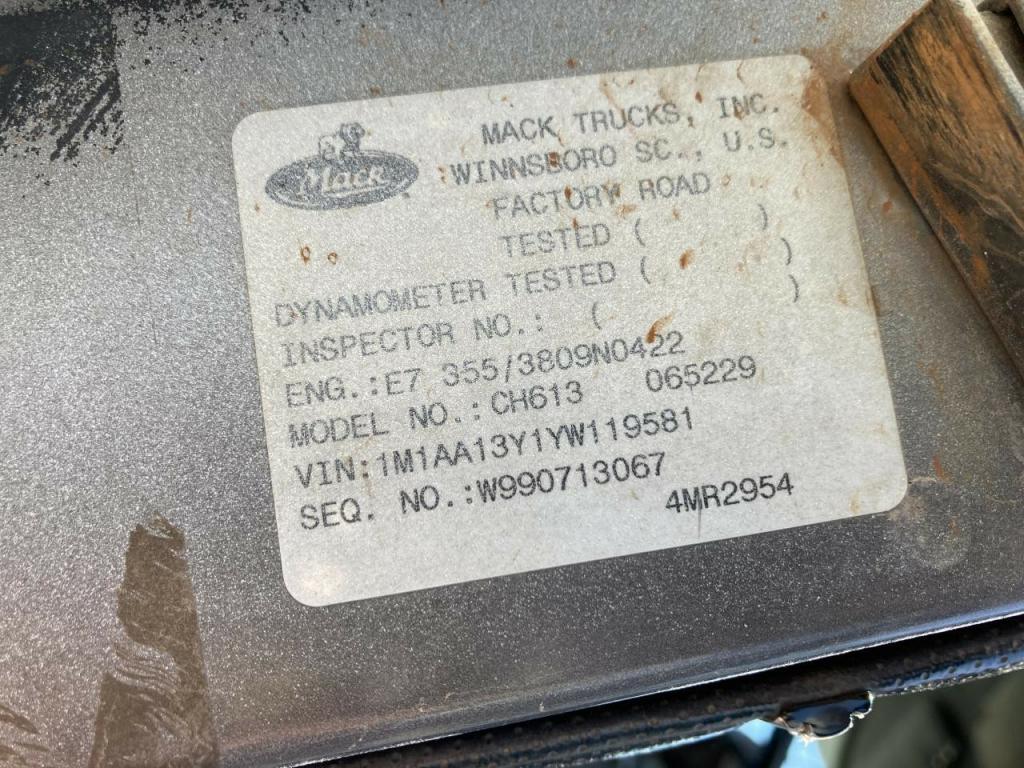 Mack
MACK TRUCKS, INC.
WINNSBORO SC., U.S.
FACTORY ROAD
TESTED ( )
DYNAMOMETER TESTED ( )
INSPECTOR NO.: ( )
ENG.:E7 355/3809N0422
MODEL NO.:CH613 065229
VIN:1M1AA13Y1YW119581
SEQ. NO.:W990713067
4MR2954